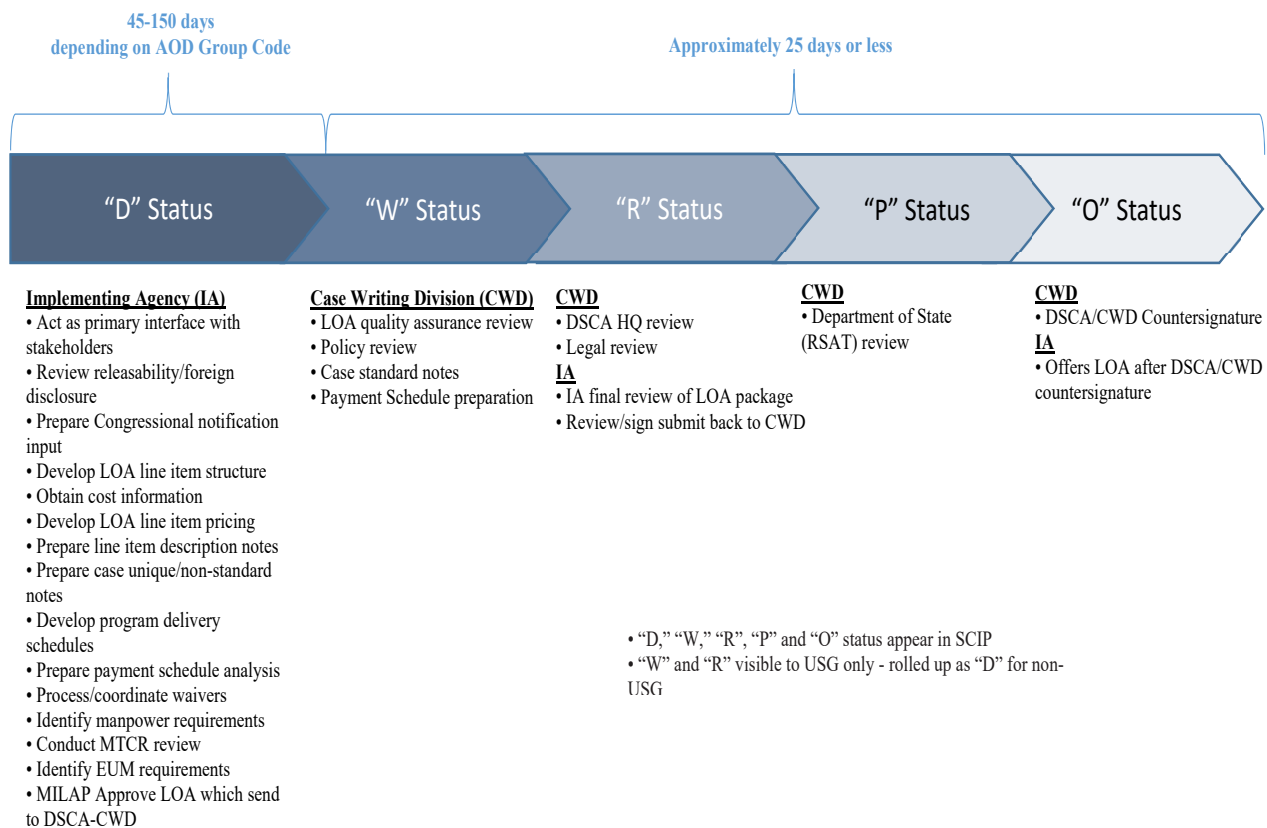 45-150 days
depending on AOD Group Code
Approximately 25 days or less
“D” Status
“W” Status
“R” Status
“P” Status
“O” Status
Implementing Agency (IA)
• Act as primary interface with
stakeholders
• Review releasability/foreign
disclosure
• Prepare Congressional notification
input
• Develop LOA line item structure
• Obtain cost information
• Develop LOA line item pricing
• Prepare line item description notes
• Prepare case unique/non-standard
notes
• Develop program delivery
schedules
• Prepare payment schedule analysis
• Process/coordinate waivers
• Identify manpower requirements
• Conduct MTCR review
• Identify EUM requirements
• MILAP Approve LOA which send
to DSCA-CWD
Case Writing Division (CWD)
• LOA quality assurance review
• Policy review
• Case standard notes
• Payment Schedule preparation
CWD
• DSCA HQ review
• Legal review
IA
• IA final review of LOA package
• Review/sign submit back to CWD
CWD
• Department of State
(RSAT) review
CWD
• DSCA/CWD Countersignature
IA
• Offers LOA after DSCA/CWD
countersignature
• “D,” “W,” “R”, “P” and “O” status appear in SCIP
• “W” and “R” visible to USG only - rolled up as “D” for non-
USG